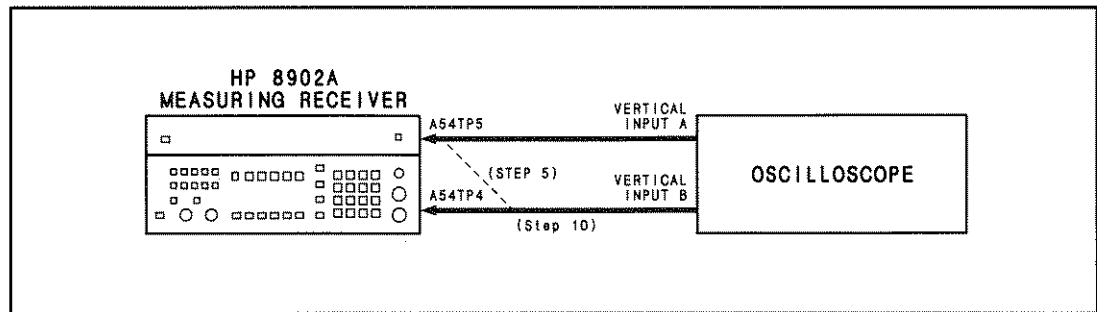 HP 8902A
MEASURING RECEIVER
A54TP5
VERTICAL
INPUT A
(STEP 5)
OSCILLOSCOPE
A54TP4
VERTICAL
INPUT B
(Step 10)